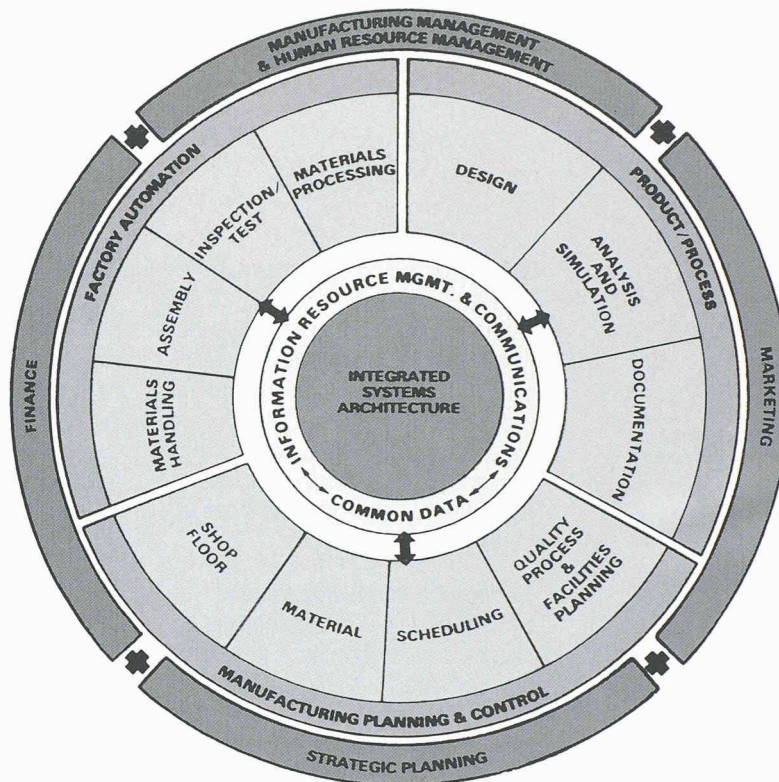 MANUFACTURING MANAGEMENT
& HUMAN RESOURCE MANAGEMENT
FACTORY AUTOMATION
PRODUCT/PROCESS
MATERIALS
PROCESSING
DESIGN
INSPECTION/
TEST
ANALYSIS
AND
SIMULATION
ASSEMBLY
INFORMATION RESOURCE MGMT. & COMMUNICATIONS
INTEGRATED
SYSTEMS
ARCHITECTURE
FINANCE
MARKETING
MATERIALS
HANDLING
DOCUMENTATION
COMMON DATA
SHOP
FLOOR
QUALITY
PROCESS
&
FACILITIES
PLANNING
MATERIAL
SCHEDULING
MANUFACTURING PLANNING & CONTROL
STRATEGIC PLANNING